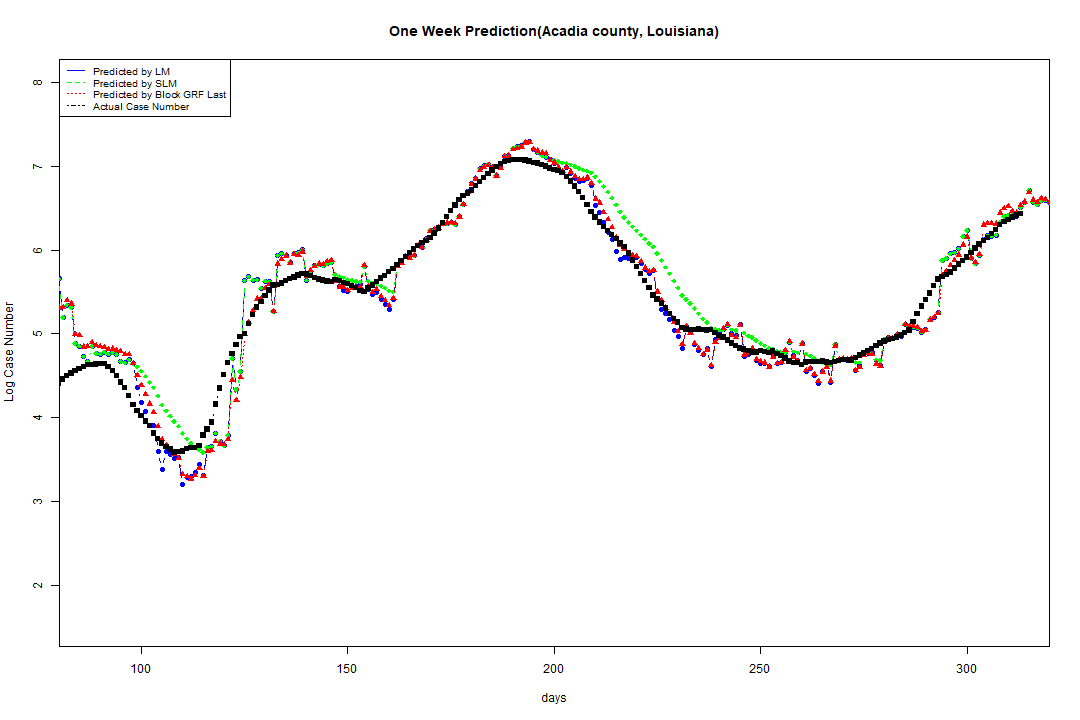 One Week Prediction(Acadia county, Louisiana)
Predicted by LM
Predicted by SLM
Predicted by Block GRF Last
Actual Case Number
8
7
6
5
4
3
2
Log Case Number
100 150 200 250 300
days